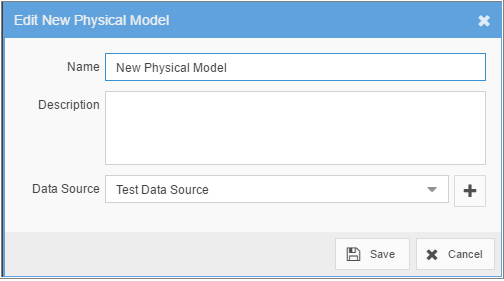 Edit New Physical Model
Name New Physical Model
Description
Data Source Test Data Source
Save Cancel